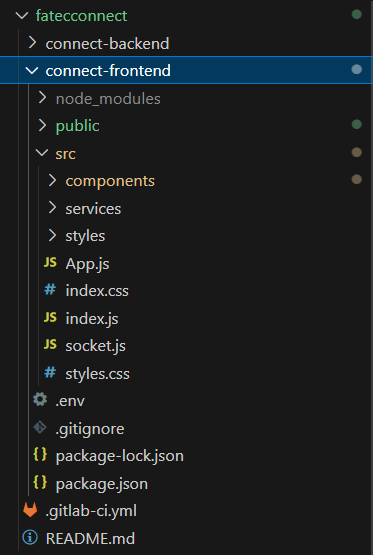 fatecconnect
connect-backend
connect-frontend
node_modules
public
src
components
services
styles
JS App.js
# index.css
JS index.js
JS socket.js
# styles.css
.env
.gitignore
{} package-lock.json
{} package.json
.gitlab-ci.yml
README.md